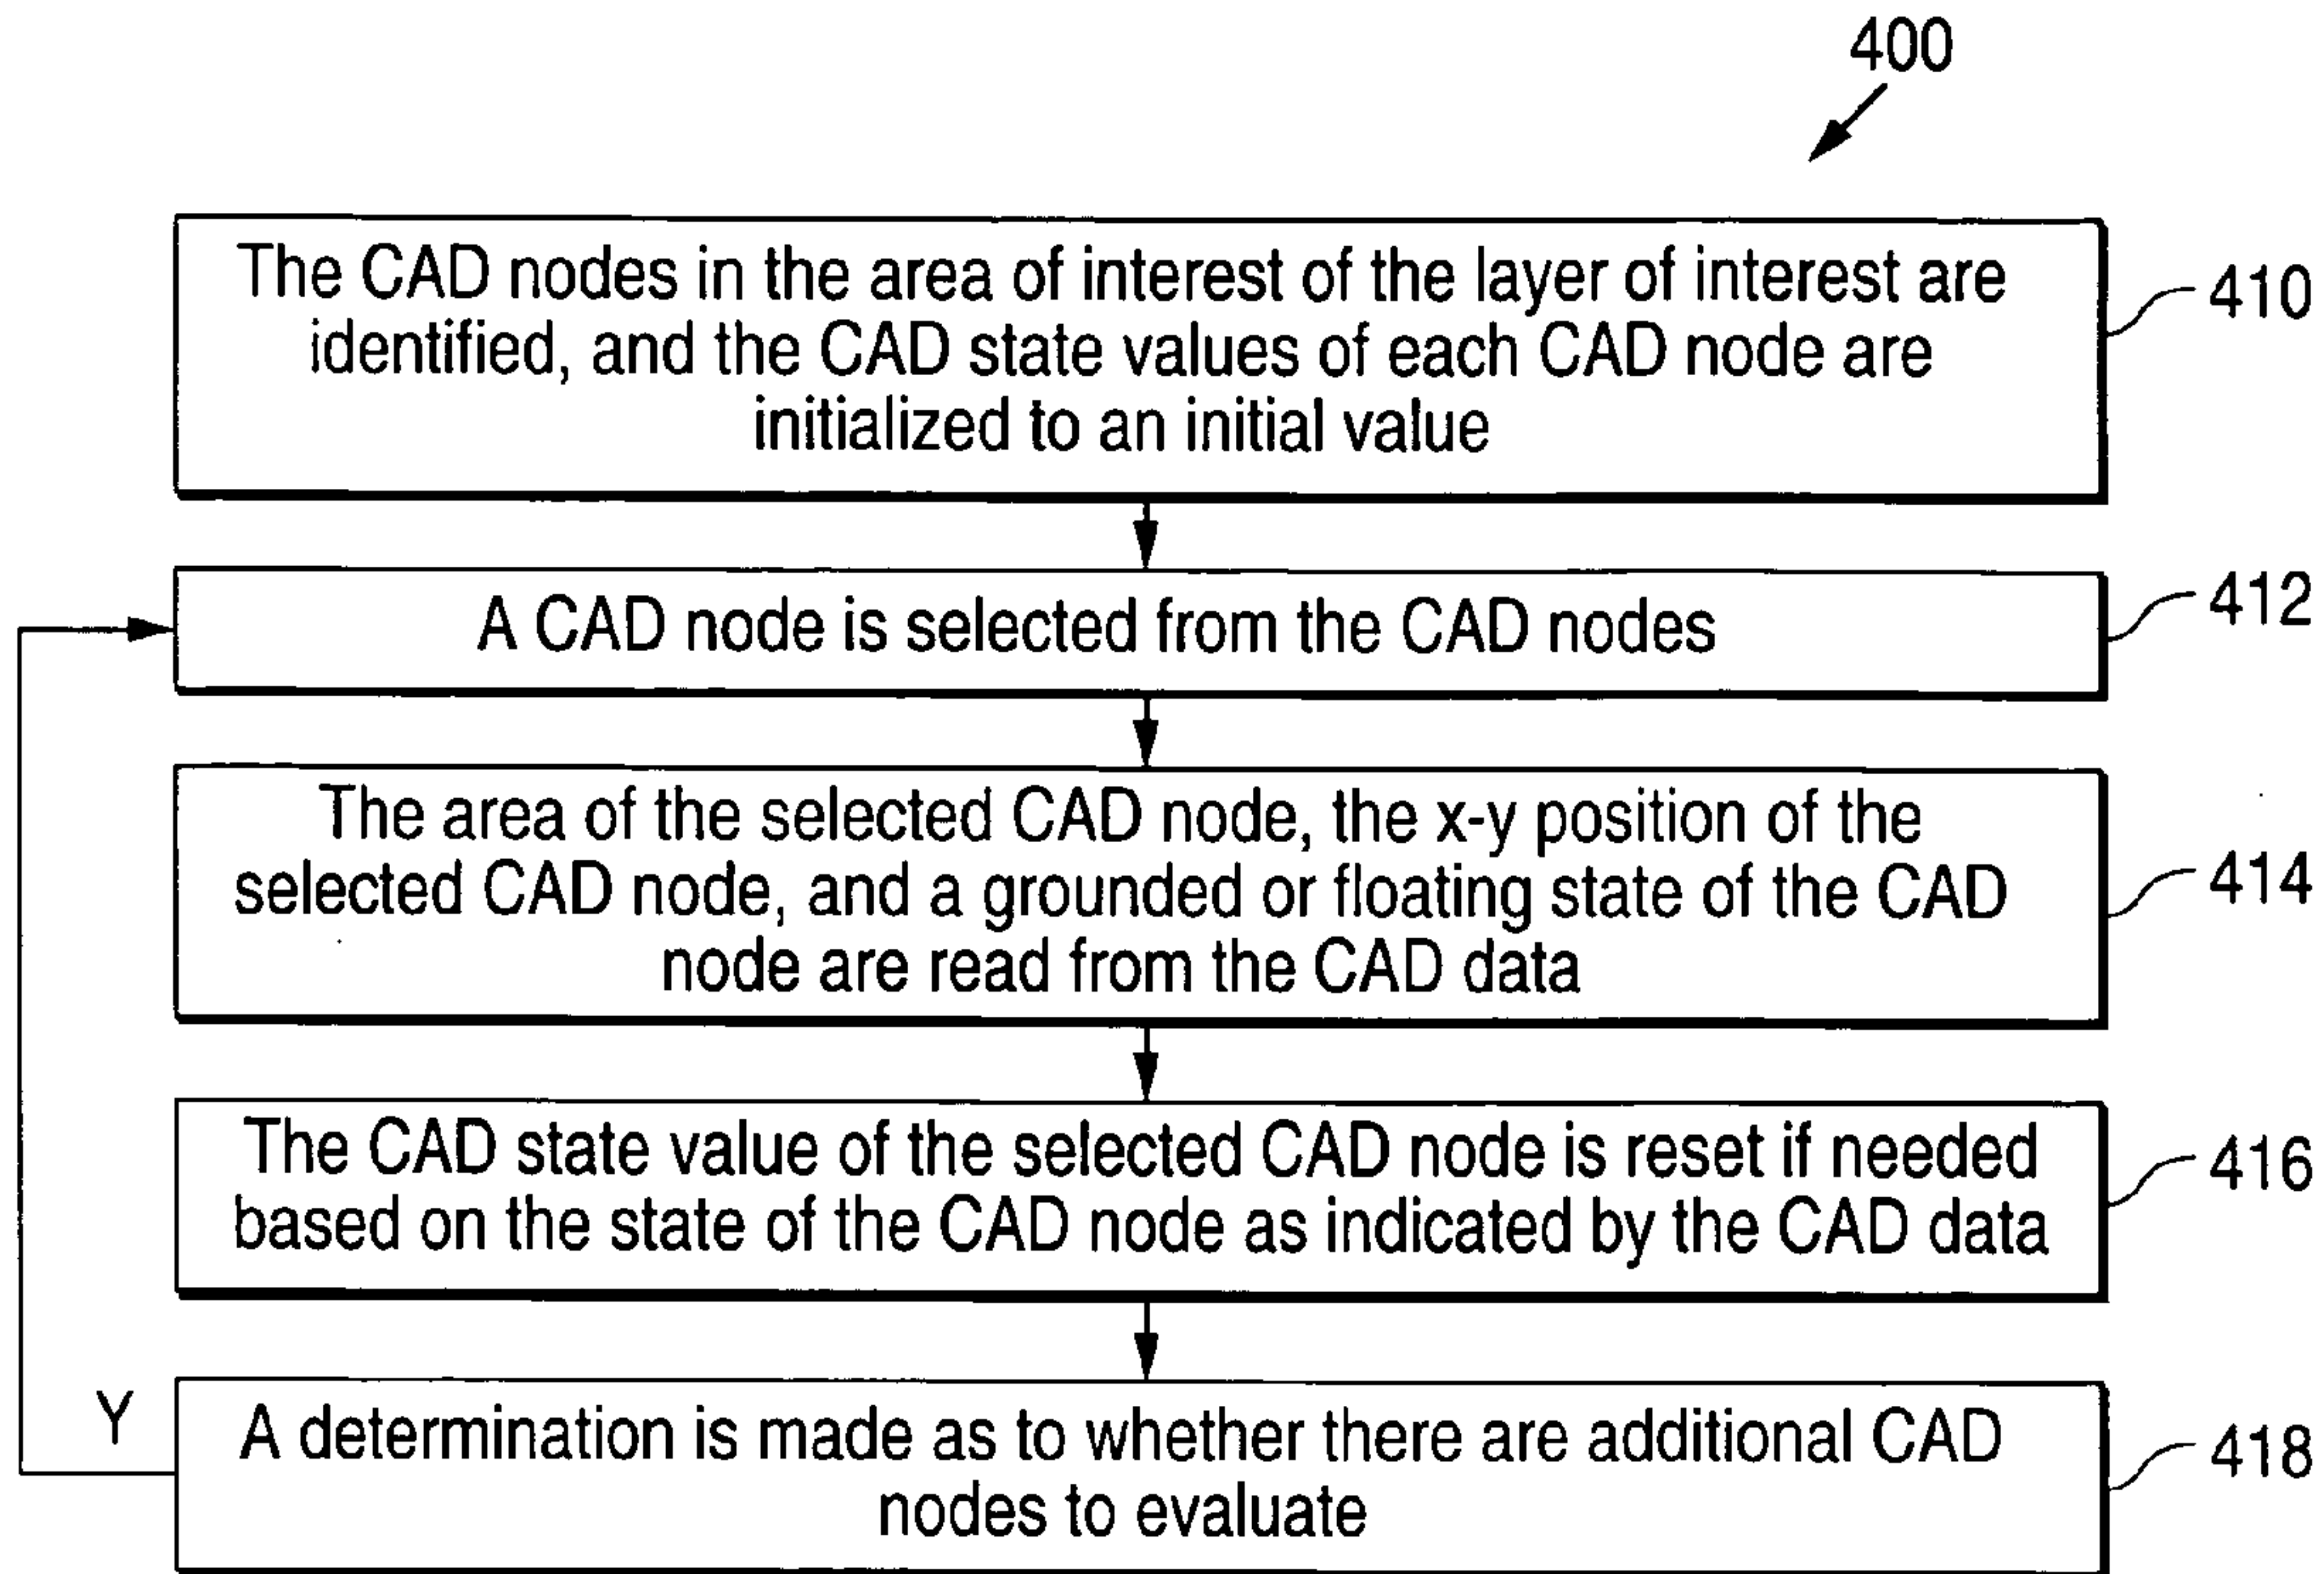 400
The CAD nodes in the area of interest of the layer of interest are
identified, and the CAD state values of each CAD node are
initialized to an initial value
410
A CAD node is selected from the CAD nodes
412
The area of the selected CAD node, the x-y position of the
selected CAD node, and a grounded or floating state of the CAD
node are read from the CAD data
414
The CAD state value of the selected CAD node is reset if needed
based on the state of the CAD node as indicated by the CAD data
416
Y
A determination is made as to whether there are additional CAD
nodes to evaluate
418